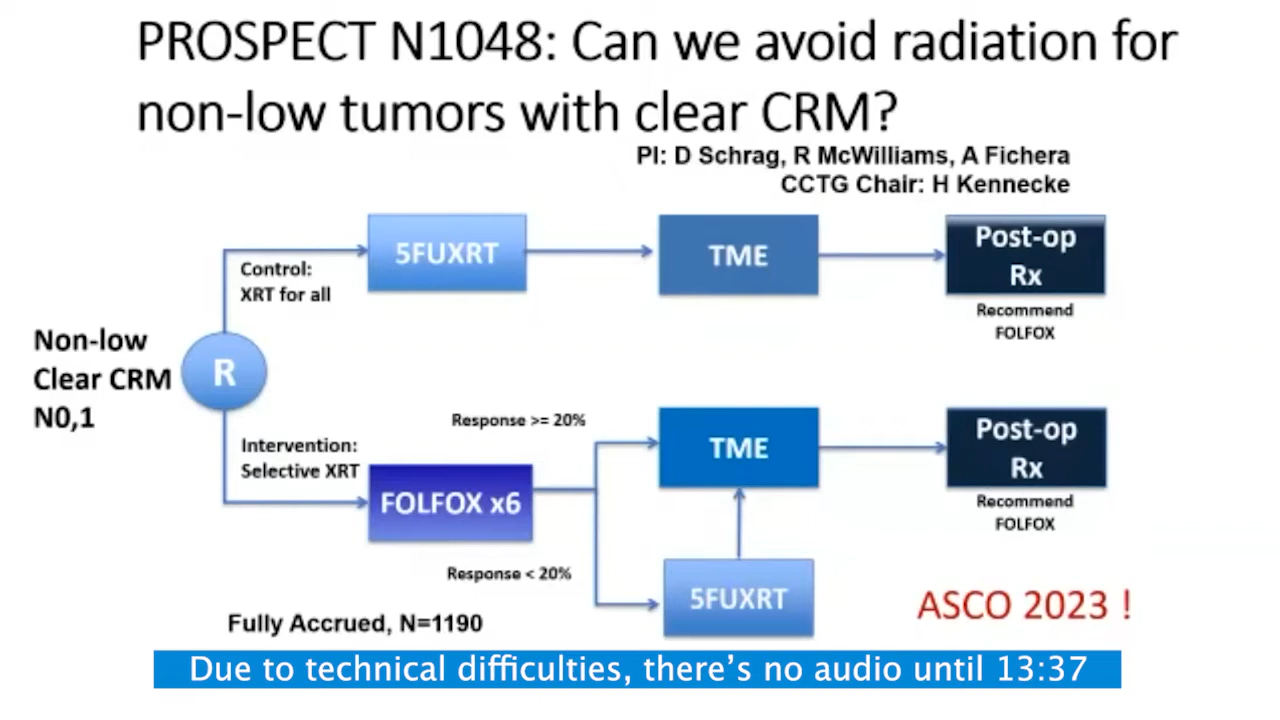 PROSPECT N1048: Can we avoid radiation for
non-low tumors with clear CRM?
PI: D Schrag, R McWilliams, A Fichera
CCTG Chair: H Kennecke
Control:
XRT for all
5FUXRT
TME
Post-op
Rx
Recommend
FOLFOX
Non-low
Clear CRM
N0,1
R
Intervention:
Selective XRT
FOLFOX x6
Response >= 20%
Response < 20%
TME
5FUXRT
Post-op
Rx
Recommend
FOLFOX
Fully Accrued, N=1190
ASCO 2023 !
Due to technical difficulties, there’s no audio until 13:37